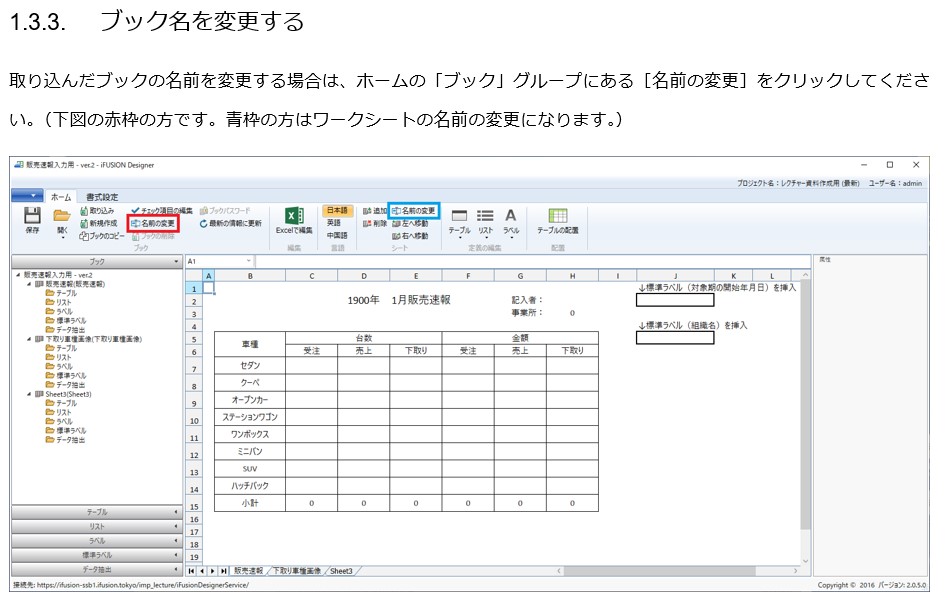 1.3.3. ブック名を変更する
取り込んだブックの名前を変更する場合は、ホームの「ブック」グループにある［名前の変更］をクリックしてくださ
い。（下図の赤枠の方です。青枠の方はワークシートの名前の変更になります。）
販売速報入力用 - ver.2 - iFUSION Designer
プロジェクト名：レクチャー資料作成用 (最新) ユーザー名：admin
ホーム 書式設定
保存
開く
取り込み
新規作成
ブックのコピー
チェック項目の編集
名前の変更
ブックの削除
ブックパスワード
最新の情報に更新
ブック
Excelで編集
編集
日本語
英語
中国語
言語
追加
削除
名前の変更
左へ移動
右へ移動
シート
テーブル
リスト
ラベル
定義の編集
テーブルの配置
配置
ブック
販売速報入力用 - ver.2
販売速報(販売速報)
テーブル
リスト
ラベル
標準ラベル
データ抽出
下取り車種画像(下取り車種画像)
テーブル
リスト
ラベル
標準ラベル
データ抽出
Sheet3(Sheet3)
テーブル
リスト
ラベル
標準ラベル
データ抽出
テーブル
リスト
ラベル
標準ラベル
データ抽出
A1
属性
A B C D E F G H I J K L
1 ↓標準ラベル（対象期の開始年月日）を挿入
2 1900年 1月販売速報 記入者：
3 事業所： 0
4 ↓標準ラベル（組織名）を挿入
5 車種 台数 金額
6 受注 売上 下取り 受注 売上 下取り
7 セダン
8 クーペ
9 オープンカー
10 ステーションワゴン
11 ワンボックス
12 ミニバン
13 SUV
14 ハッチバック
15 小計 0 0 0 0 0 0
16
17
18
19
販売速報 下取り車種画像 Sheet3
接続先: https://ifusion-ssb1.ifusion.tokyo/imp_lecture/iFusionDesignerService/
Copyright © 2016 バージョン: 2.0.5.0